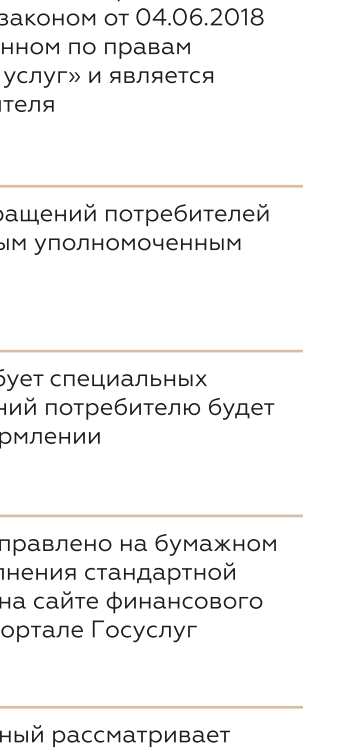 законом от 04.06.2018
нном по правам
услуг» и является
ителя
ращений потребителей
ым уполномоченным
бует специальных
ний потребителю будет
рмлении
правлено на бумажном
лнения стандартной
на сайте финансового
ортале Госуслуг
ный рассматривает